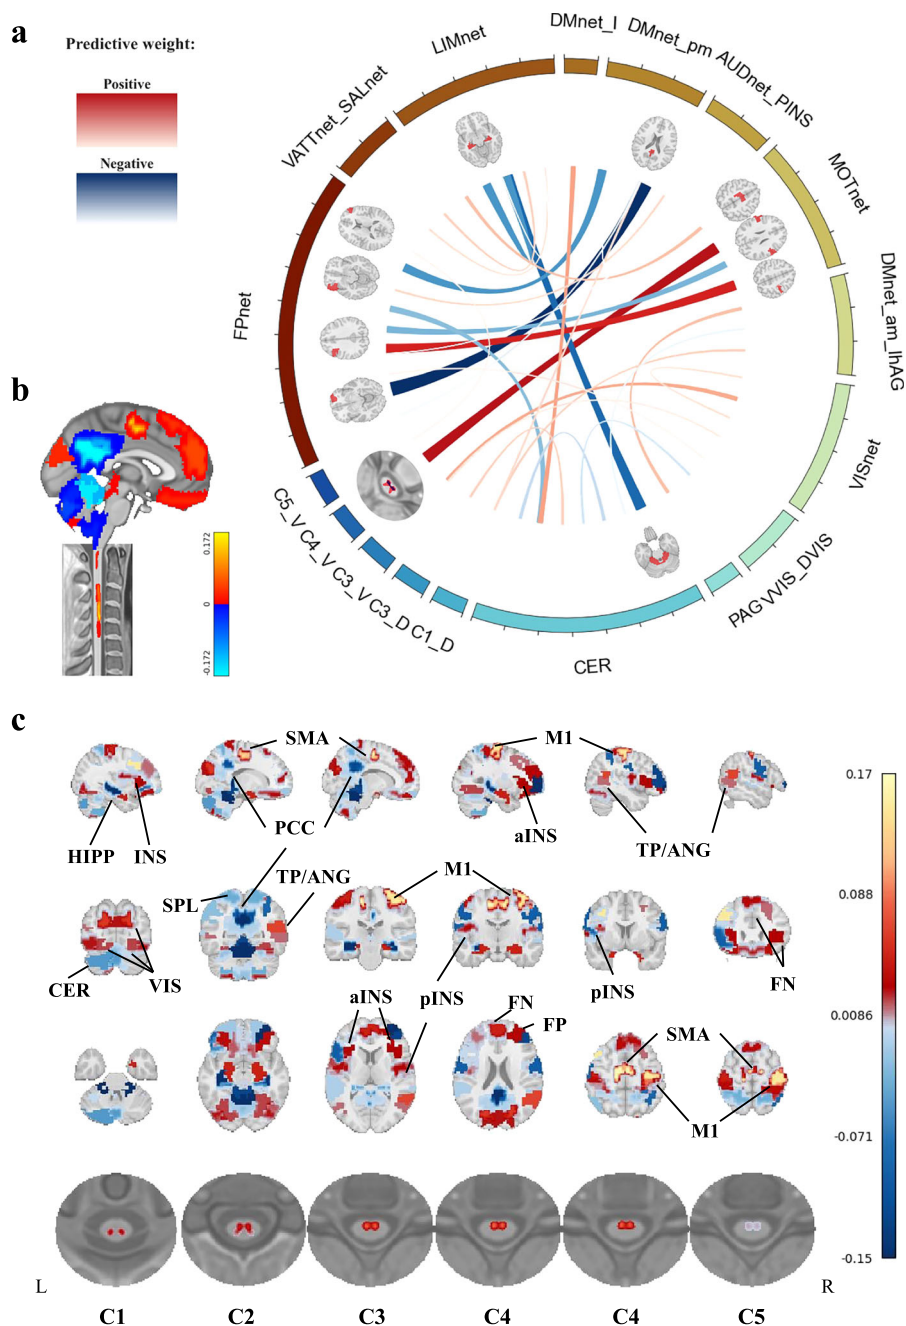 a
Predictive weight:
Positive
Negative
VATTnet_SALnet
LIMnet
DMnet_l
DMnet_pm
AUDnet_PINS
MOTnet
DMnet_am_lhAG
VISnet
VVIS_DVIS
PAG
CER
C1_D
C3_D
C3_V
C4_V
C5_V
FPnet
b
0.172
0
-0.172
c
SMA
M1
HIPP
INS
PCC
aINS
TP/ANG
TP/ANG
M1
SPL
CER
VIS
aINS
pINS
pINS
FN
FN
FP
SMA
M1
0.17
0.088
0.0086
-0.071
-0.15
L
R
C1
C2
C3
C4
C4
C5